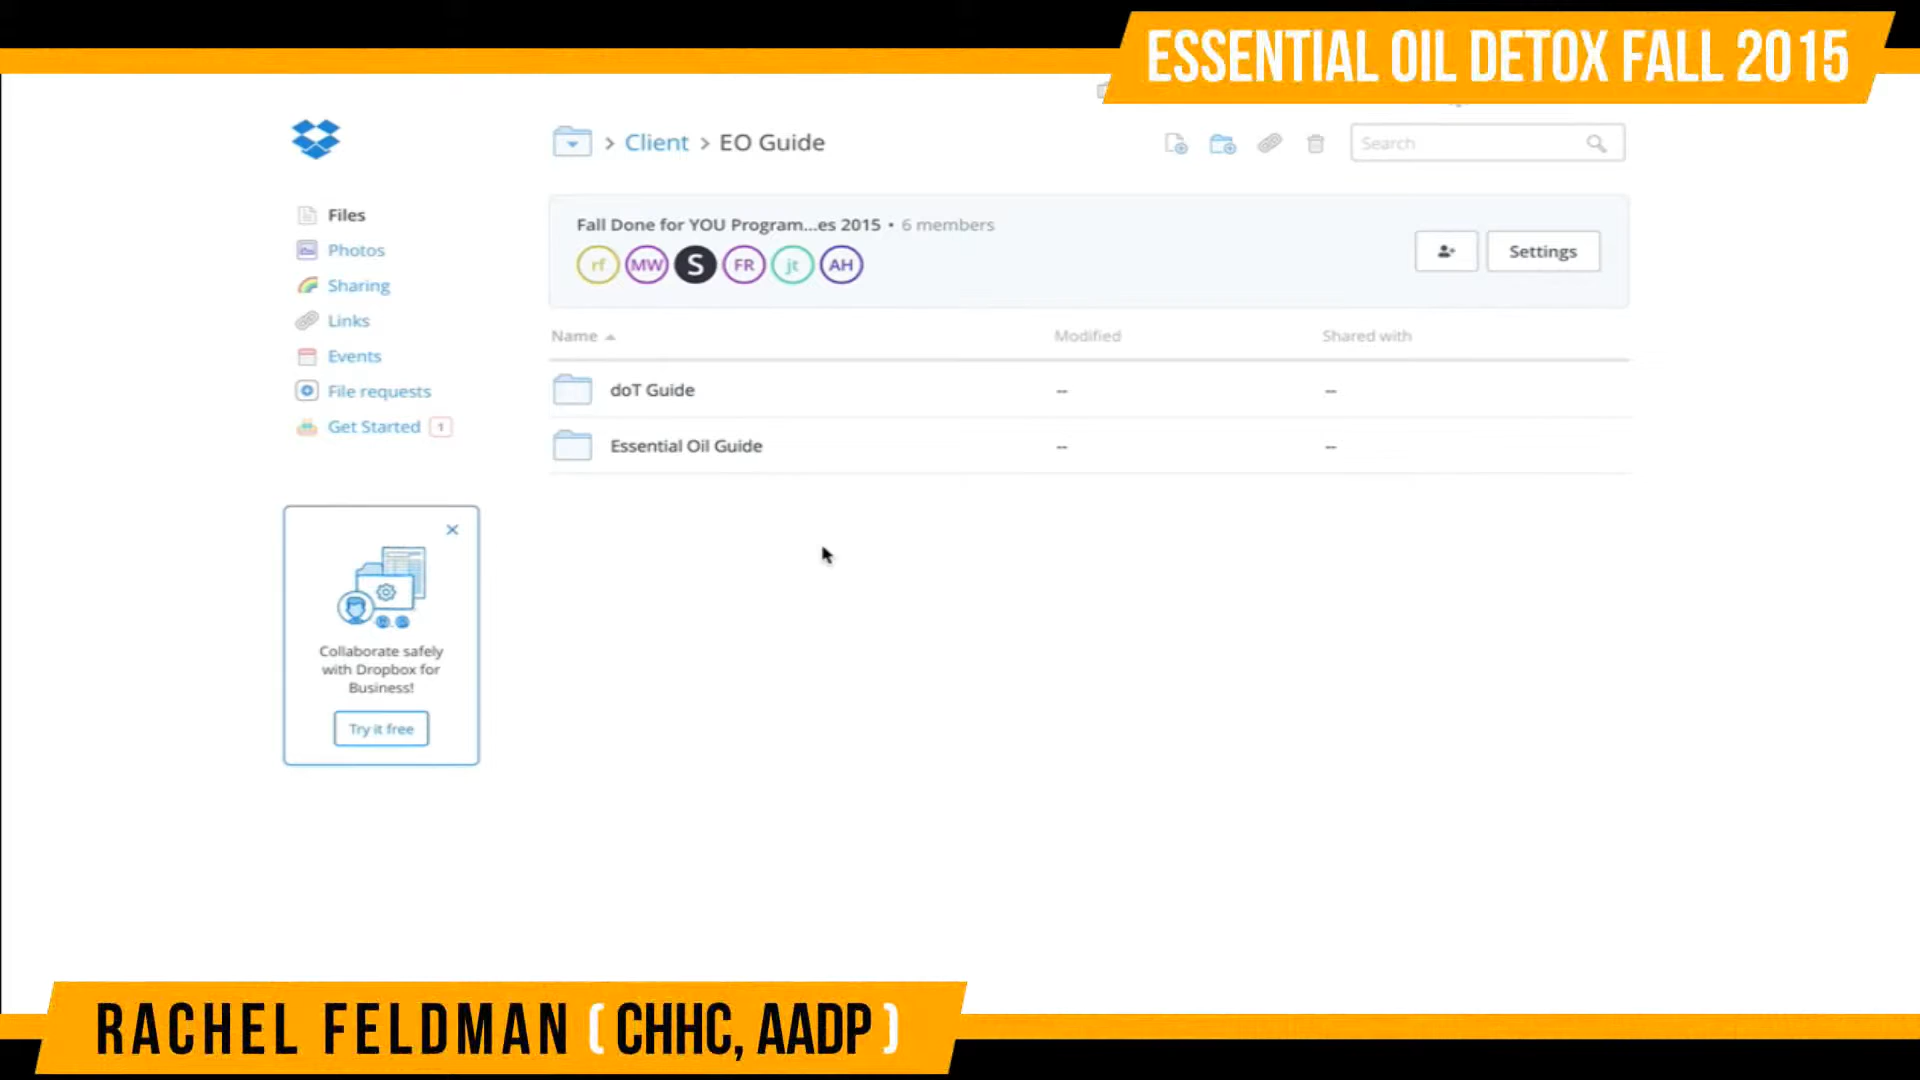 ESSENTIAL OIL DETOX FALL 2015
> Client > EO Guide
Search
Files
Photos
Sharing
Links
Events
File requests
Get Started 1
Fall Done for YOU Program...es 2015 • 6 members
rf MW S FR jt AH
Settings
Name Modified Shared with
doT Guide -- --
Essential Oil Guide -- --
Collaborate safely
with Dropbox for
Business!
Try it free
RACHEL FELDMAN (CHHC, AADP)